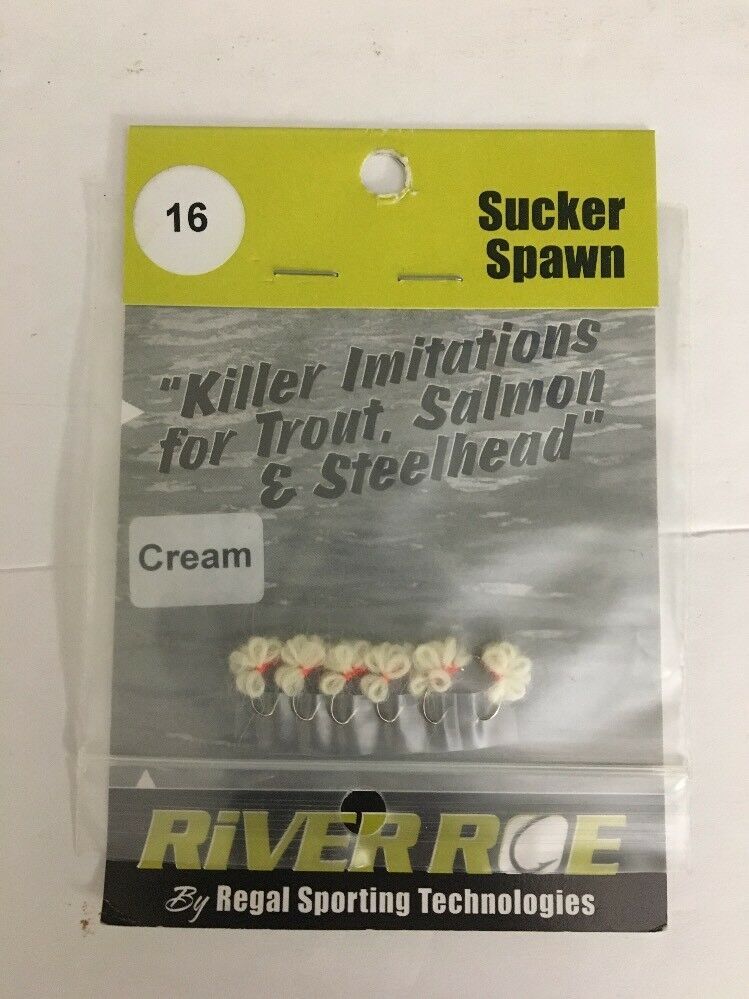 16
Sucker
Spawn
"Killer Imitations
for Trout, Salmon
& Steelhead"
Cream
RiVER ROE
By Regal Sporting Technologies